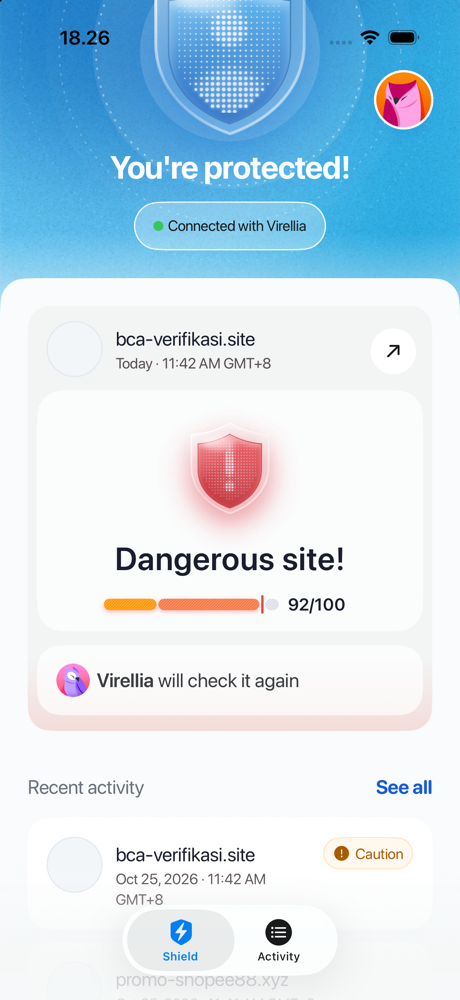 18.26
You're protected!
Connected with Virellia
bca-verifikasi.site
Today · 11:42 AM GMT+8
Dangerous site!
92/100
Virellia will check it again
Recent activity
See all
bca-verifikasi.site
Caution
Oct 25, 2026 · 11:42 AM
GMT+8
Shield
Activity
promo-shopee88.xyz